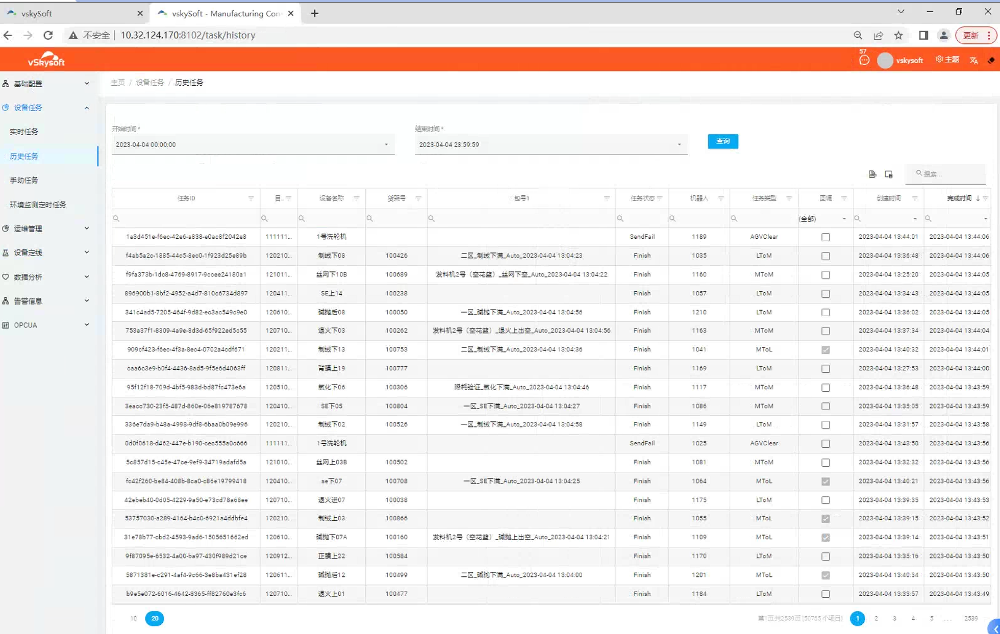 vskySoft
vskySoft - Manufacturing Con
不安全 10.32.124.170:8102/task/history
更新
vSkysoft
57
vskysoft 主题
基础配置
设备任务
实时任务
历史任务
手动任务
环境监测定时任务
运维管理
设备定线
数据分析
告警信息
OPCUA
主页 / 设备任务 / 历史任务
开始时间 * 结束时间 *
2023-04-04 00:00:00 2023-04-04 23:59:59 查询
搜索...
任务ID 目.. 设备名称 货架号 包号1 任务状态 机器人 任务类型 回调 创建时间 完成时间
(全部)
1a3d451e-f6ec-42e6-a838-e0ac8f2042e8 111111... 1号洗轮机 SendFail 1189 AGVClear 2023-04-04 13:44:01 2023-04-04 13:44:06
f4ab5a2c-1885-44c5-8ec0-1f923d25e89b 120210... 制绒下08 100426 二区_制绒下满_Auto_2023-04-04 13:04:23 Finish 1035 LToM 2023-04-04 13:36:48 2023-04-04 13:44:06
f9fa373b-1dc8-4769-8917-9ccee24180a1 121011... 丝网下10B 100689 发料机2号（空花篮）_丝网下空_Auto_2023-04-04 13:04:22 Finish 1160 MToM 2023-04-04 13:25:20 2023-04-04 13:44:05
896900b1-8bf2-4952-a4d7-810c6734d897 120411... SE上14 100238 Finish 1057 LToM 2023-04-04 13:34:43 2023-04-04 13:44:05
341c4ad5-7205-464f-9d82-ec3ac549c9e0 120610... 碱抛后08 100050 一区_碱抛下满_Auto_2023-04-04 13:04:56 Finish 1210 LToM 2023-04-04 13:36:02 2023-04-04 13:44:05
753a37f1-8309-4a9e-8d3d-65f922ed5c55 120710... 退火下03 100262 发料机2号（空花篮）_退火上出空_Auto_2023-04-04 13:04:56 Finish 1163 MToM 2023-04-04 13:37:34 2023-04-04 13:44:04
909cf423-f6ec-4f3a-8ec4-0702a4cdf671 120211... 制绒下13 100753 二区_制绒下满_Auto_2023-04-04 13:04:36 Finish 1041 MToL 2023-04-04 13:40:32 2023-04-04 13:44:01
caa6c3e9-b0f4-4436-8ad5-9f5e6d4063ff 120811... 背膜上19 100777 Finish 1169 LToM 2023-04-04 13:27:53 2023-04-04 13:44:00
95f12f18-709d-4bf5-983d-bd87fc473e6a 120510... 氧化下06 100306 降耗验证_氧化下满_Auto_2023-04-04 13:04:46 Finish 1117 MToM 2023-04-04 13:36:48 2023-04-04 13:43:59
3eacc730-23f5-487d-860e-06e819787678 120410... SE下05 100804 一区_SE下满_Auto_2023-04-04 13:04:27 Finish 1086 MToM 2023-04-04 13:35:05 2023-04-04 13:43:59
336e7da9-b48a-4998-9df8-6baa0b09e996 120210... 制绒下02 100526 一区_制绒下满_Auto_2023-04-04 13:04:58 Finish 1149 LToM 2023-04-04 13:31:57 2023-04-04 13:43:58
0d0f0618-d462-447e-b190-cec555a0c666 111111... 1号洗轮机 SendFail 1025 AGVClear 2023-04-04 13:43:50 2023-04-04 13:43:56
5c857d15-c45e-47ce-9ef9-34719adafd5a 121010... 丝网上03B 100502 Finish 1081 MToM 2023-04-04 13:32:32 2023-04-04 13:43:56
fc42f260-be84-408b-8ca0-c86e19799418 120410... se下07 100708 一区_SE下满_Auto_2023-04-04 13:04:25 Finish 1064 MToL 2023-04-04 13:40:21 2023-04-04 13:43:56
42ebeb40-0d05-4229-9a50-e73cd78a68ee 120710... 退火进07 100038 Finish 1175 LToM 2023-04-04 13:39:35 2023-04-04 13:43:53
53757030-a289-4164-b4c0-6921a4ddbfe4 120210... 制绒上03 100866 Finish 1055 MToL 2023-04-04 13:39:15 2023-04-04 13:43:52
31e78b77-cbd2-4593-9ad6-1505651662ed 120610... 碱抛下07A 100160 发料机2号（空花篮）_碱抛上出空_Auto_2023-04-04 13:04:21 Finish 1109 MToL 2023-04-04 13:39:14 2023-04-04 13:43:51
9f87095e-6532-4a00-ba97-430f989d21ce 120912... 正膜上22 100584 Finish 1170 LToM 2023-04-04 13:35:16 2023-04-04 13:43:50
5871381e-c291-4af4-9c66-3e8ba431ef28 120611... 碱抛后12 100499 二区_碱抛下满_Auto_2023-04-04 13:04:00 Finish 1201 MToL 2023-04-04 13:40:34 2023-04-04 13:43:50
b9e5e072-6016-4642-8365-ff82760e3fc6 120710... 退火上01 100477 Finish 1184 LToM 2023-04-04 13:33:57 2023-04-04 13:43:49
10 20 第1页,共2539页 (50765 个项目) 1 2 3 4 5 .... 2539